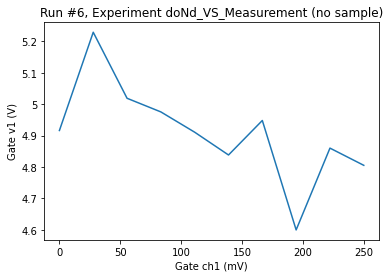 Run #6, Experiment doNd_VS_Measurement (no sample)
5.2
5.1
5
4.9
4.8
4.7
4.6
Gate v1 (V)
0 50 100 150 200 250
Gate ch1 (mV)